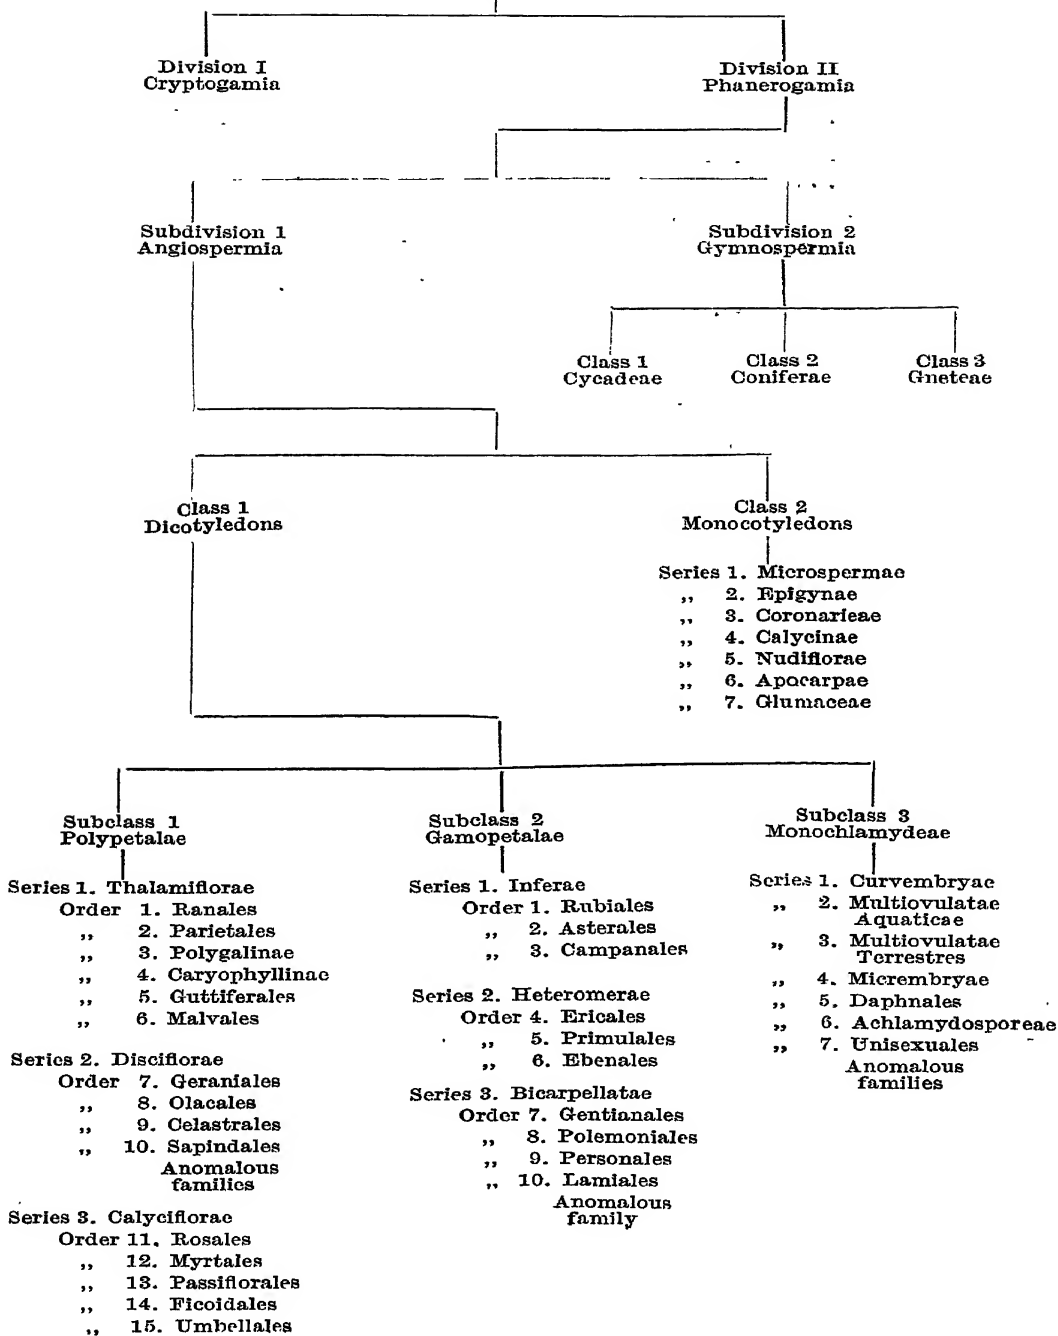 Division I
Cryptogamia
Division II
Phanerogamia
Subdivision 1
Angiospermia
Subdivision 2
Gymnospermia
Class 1
Cycadeae
Class 2
Coniferae
Class 3
Gneteae
Class 1
Dicotyledons
Class 2
Monocotyledons
Series 1. Microspermae
„ 2. Epigynae
„ 3. Coronarieae
„ 4. Calycinae
„ 5. Nudiflorae
„ 6. Apocarpae
„ 7. Glumaceae
Subclass 1
Polypetalae
Series 1. Thalamiflorae
Order 1. Ranales
„ 2. Parietales
„ 3. Polygalinae
„ 4. Caryophyllinae
„ 5. Guttiferales
„ 6. Malvales
Series 2. Disciflorae
Order 7. Geraniales
„ 8. Olacales
„ 9. Celastrales
„ 10. Sapindales
Anomalous
families
Series 3. Calyciflorae
Order 11. Rosales
„ 12. Myrtales
„ 13. Passiflorales
„ 14. Ficoidales
„ 15. Umbellales
Subclass 2
Gamopetalae
Series 1. Inferae
Order 1. Rubiales
„ 2. Asterales
„ 3. Campanales
Series 2. Heteromerae
Order 4. Ericales
„ 5. Primulales
„ 6. Ebenales
Series 3. Bicarpellatae
Order 7. Gentianales
„ 8. Polemoniales
„ 9. Personales
„ 10. Lamiales
Anomalous
family
Subclass 3
Monochlamydeae
Series 1. Curvembryae
„ 2. Multiovulatae
Aquaticae
„ 3. Multiovulatae
Terrestres
„ 4. Micrembryae
„ 5. Daphnales
„ 6. Achlamydosporeae
„ 7. Unisexuales
Anomalous
families